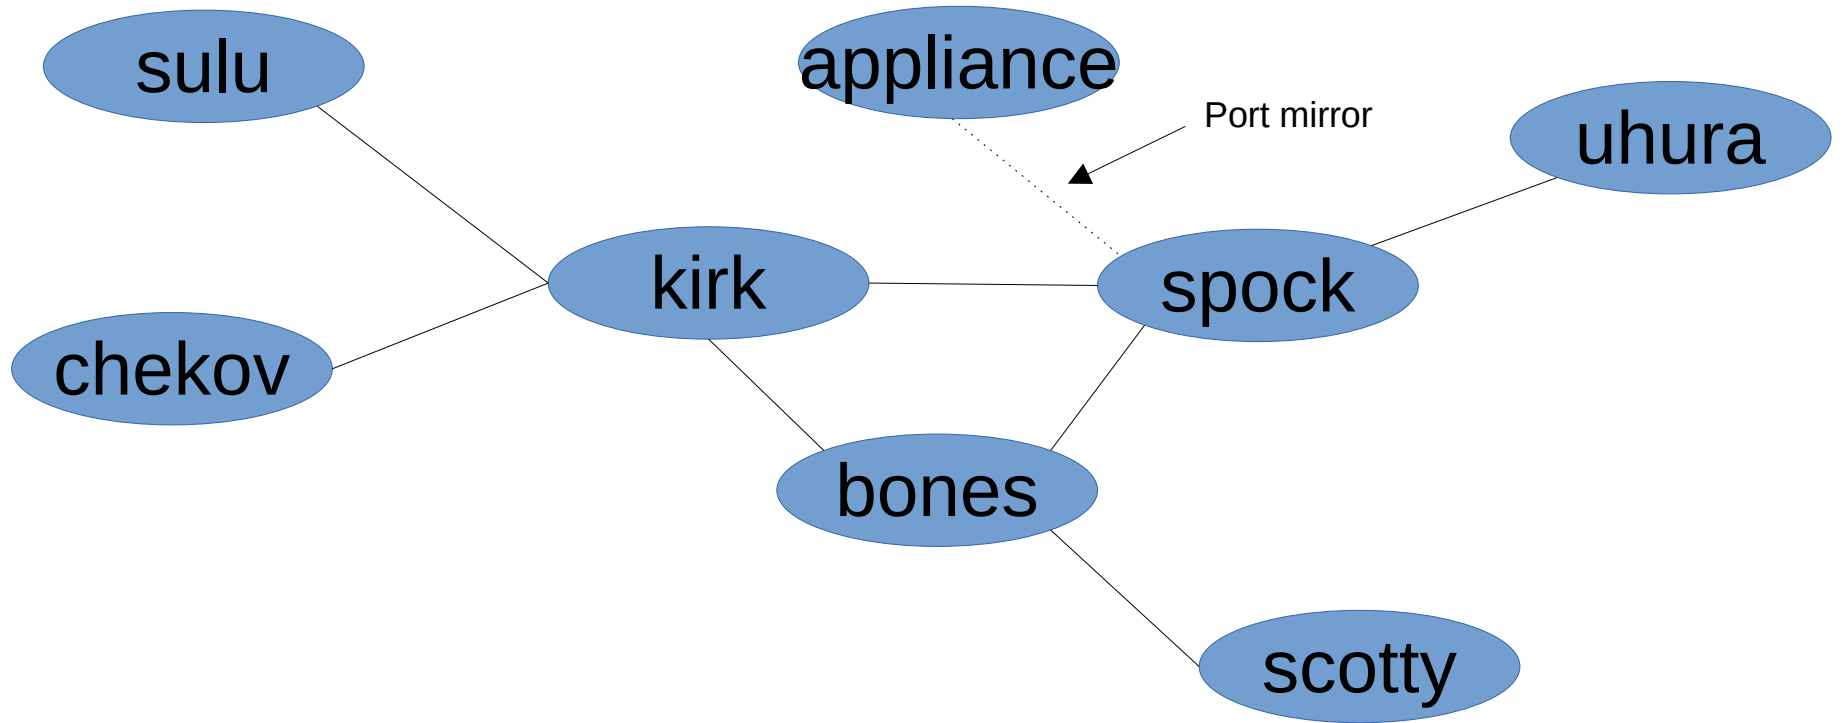 sulu
appliance
Port mirror
uhura
kirk
spock
chekov
bones
scotty